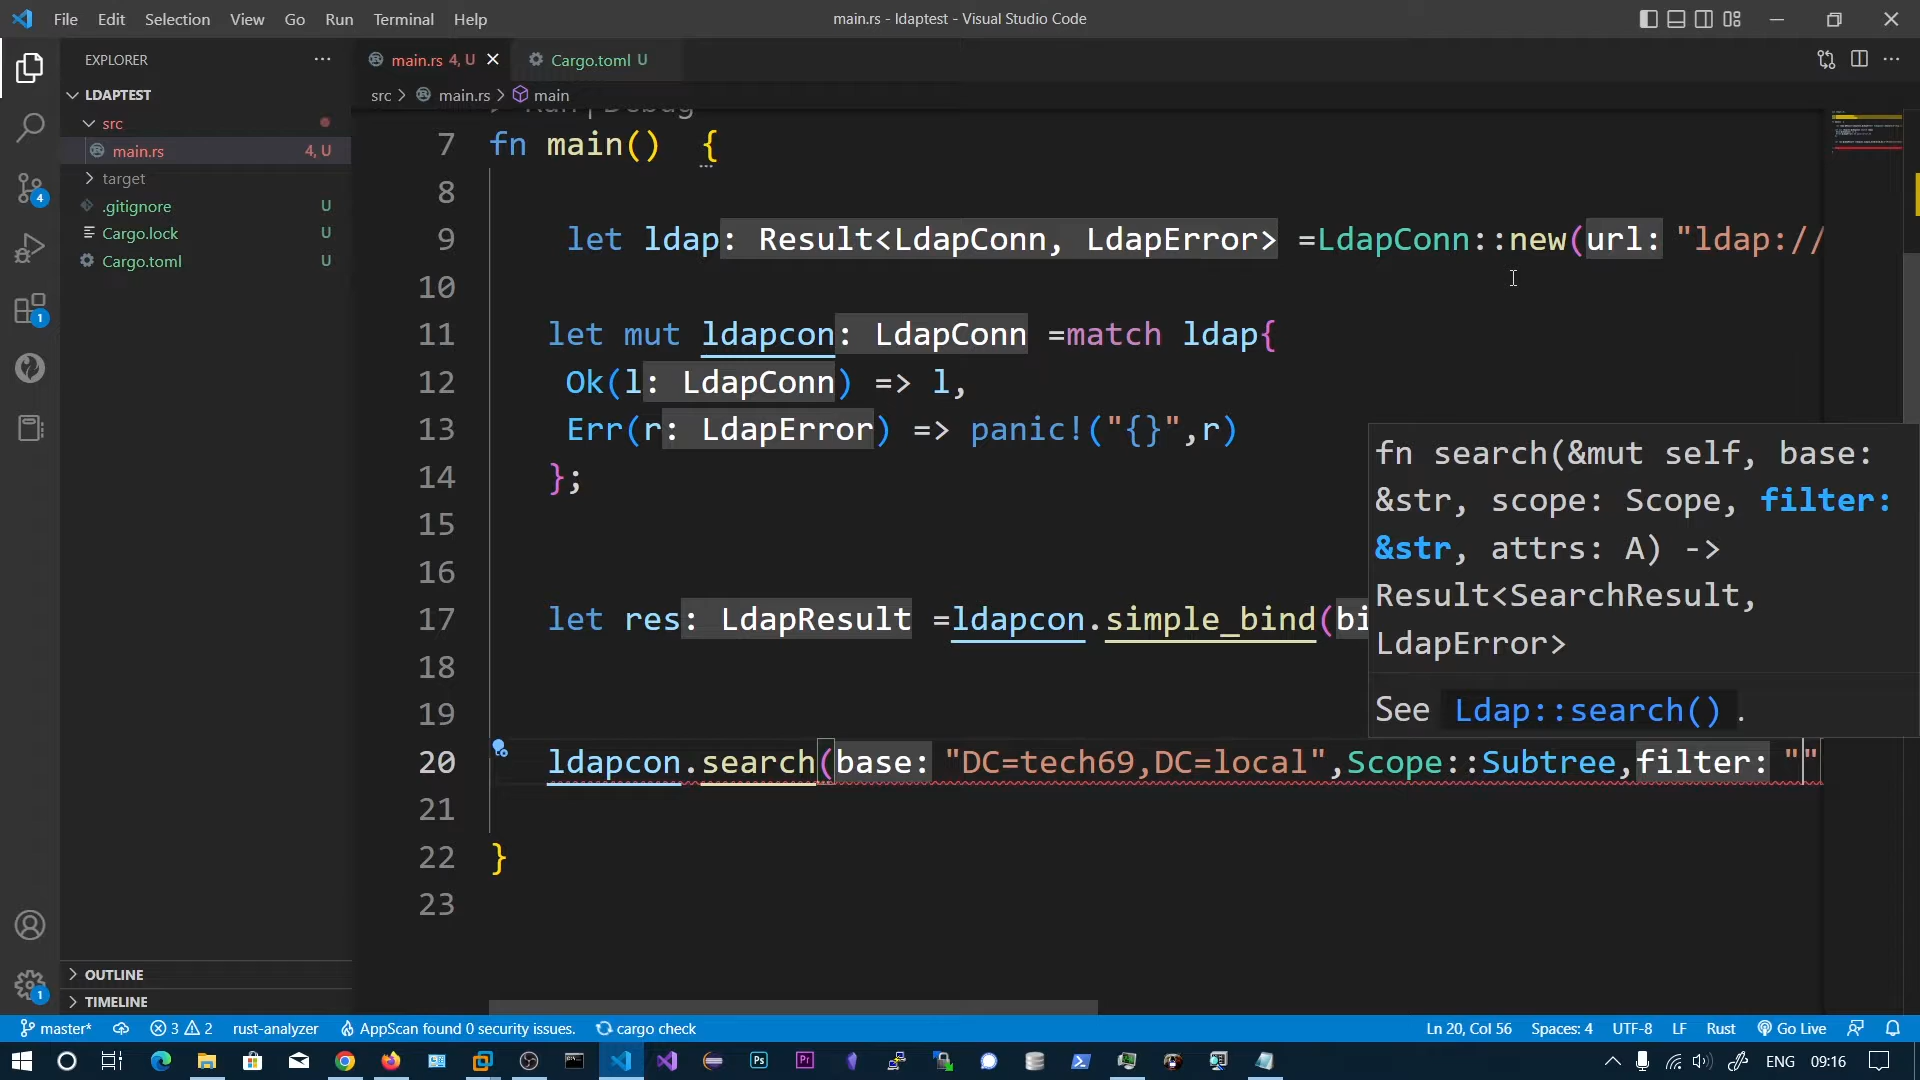 File Edit Selection View Go Run Terminal Help
main.rs - ldaptest - Visual Studio Code
EXPLORER
main.rs 4, U
Cargo.toml U
LDAPTEST
src
main.rs 4, U
target
.gitignore U
Cargo.lock U
Cargo.toml U
OUTLINE
TIMELINE
src > main.rs > main
Run | Debug
7 fn main()  {
8
9 let ldap: Result<LdapConn, LdapError> =LdapConn::new(url: "ldap://
10
11 let mut ldapcon: LdapConn =match ldap{
12 Ok(l: LdapConn) => l,
13 Err(r: LdapError) => panic!("{}",r)
14 };
15
16
17 let res: LdapResult =ldapcon.simple_bind(bi
18
19
20 ldapcon.search(base: "DC=tech69,DC=local",Scope::Subtree,filter: ""
21
22 }
23
fn search(&mut self, base:
&str, scope: Scope, filter:
&str, attrs: A) ->
Result<SearchResult,
LdapError>
See Ldap::search() .
4
1
1
master* 3 2 rust-analyzer AppScan found 0 security issues. cargo check
Ln 20, Col 56 Spaces: 4 UTF-8 LF Rust Go Live
Ps Pr
ENG 09:16